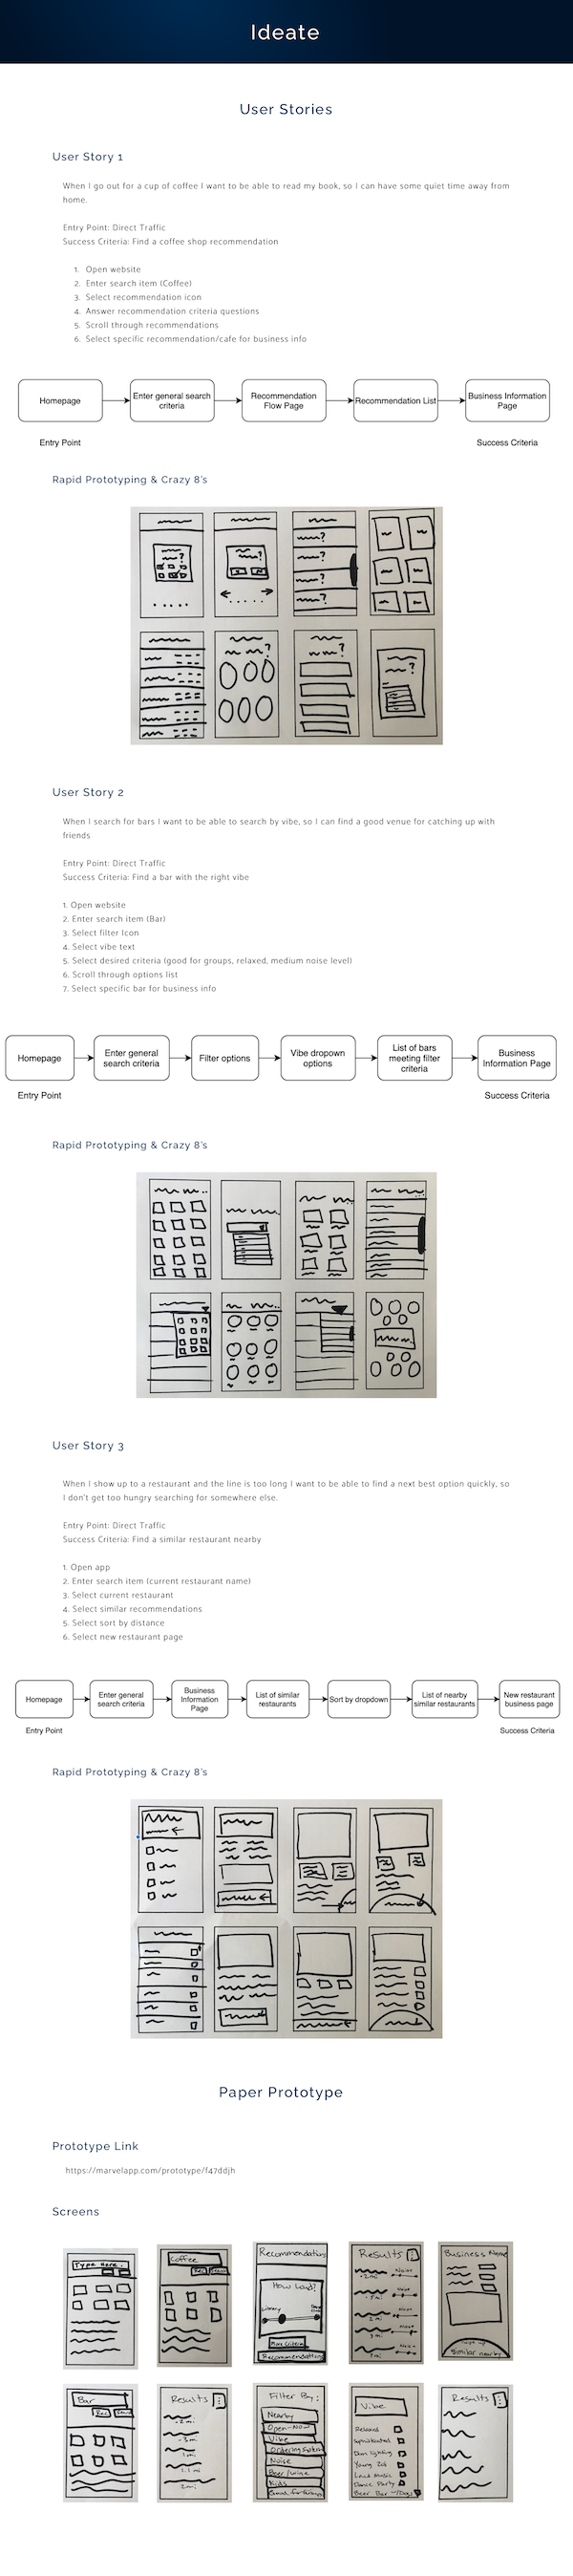 Ideate
User Stories
User Story 1
When I go out for a cup of coffee I want to be able to read my book, so I can have some quiet time away from
home.
Entry Point: Direct Traffic
Success Criteria: Find a coffee shop recommendation
1. Open website
2. Enter search item (Coffee)
3. Select recommendation icon
4. Answer recommendation criteria questions
5. Scroll through recommendations
6. Select specific recommendation/cafe for business info
Homepage
Enter general search
criteria
Recommendation
Flow Page
Recommendation List
Business Information
Page
Entry Point
Success Criteria
Rapid Prototyping & Crazy 8's
?
?
?
?
?
?
?
?
?
?
User Story 2
When I search for bars I want to be able to search by vibe, so I can find a good venue for catching up with
friends
Entry Point: Direct Traffic
Success Criteria: Find a bar with the right vibe
1. Open website
2. Enter search item (Bar)
3. Select filter Icon
4. Select vibe text
5. Select desired criteria (good for groups, relaxed, medium noise level)
6. Scroll through options list
7. Select specific bar for business info
Homepage
Enter general
search criteria
Filter options
Vibe dropown
options
List of bars
meeting filter
criteria
Business
Information Page
Entry Point
Success Criteria
Rapid Prototyping & Crazy 8's
User Story 3
When I show up to a restaurant and the line is too long I want to be able to find a next best option quickly, so
I don't get too hungry searching for somewhere else.
Entry Point: Direct Traffic
Success Criteria: Find a similar restaurant nearby
1. Open app
2. Enter search item (current restaurant name)
3. Select current restaurant
4. Select similar recommendations
5. Select sort by distance
6. Select new restaurant page
Homepage
Enter general
search criteria
Business
Information
Page
List of similar
restaurants
Sort by dropdown
List of nearby
similar restaurants
New restaurant
business page
Entry Point
Success Criteria
Rapid Prototyping & Crazy 8's
Paper Prototype
Prototype Link
https://marvelapp.com/prototype/f47ddjh
Screens
Type here..
Coffee
Recommendations
How Loud?
Library
Recommendations
Results
Noise
Business Name
Similar nearby
Bar
Results
Filter By:
Nearby
Open-Now
Vibe
Noise
Beer/Wine
Kids
Vibe
Relaxed
Sophisticated
Dim lighting
Loud Music
Dance Party
Results